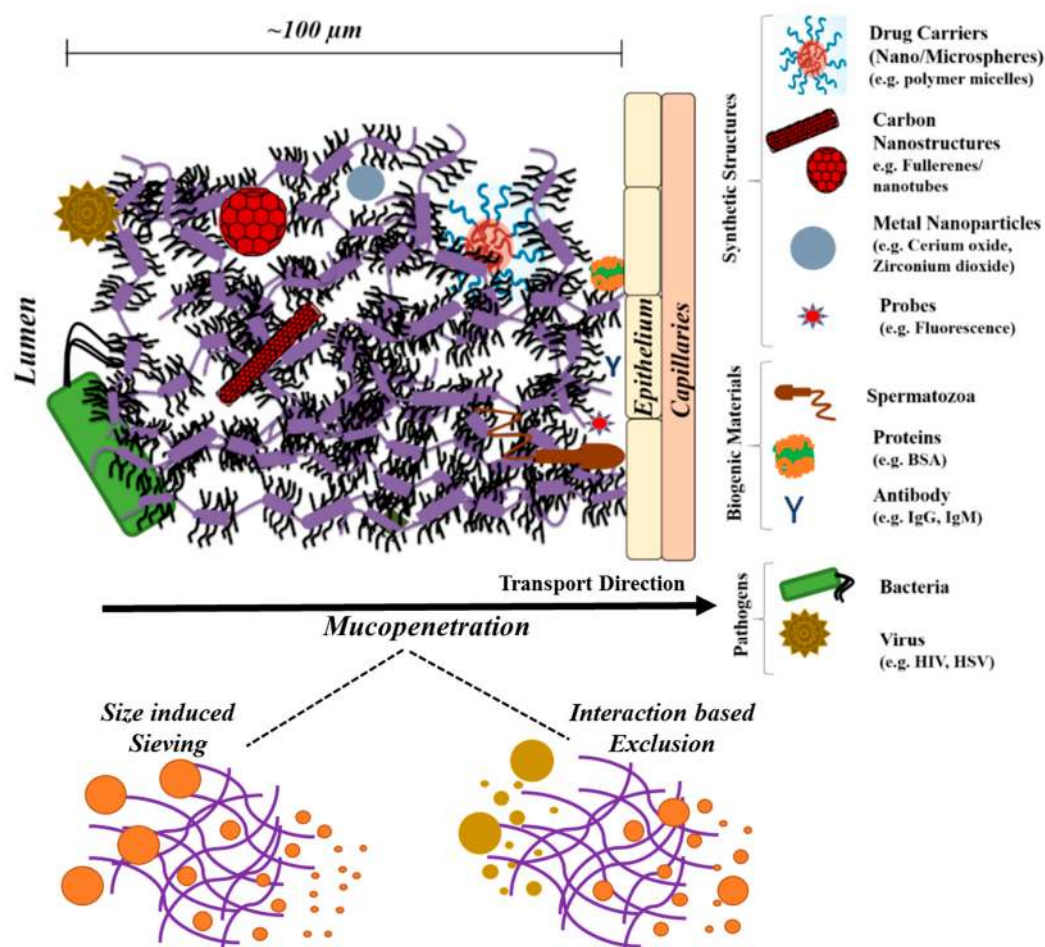 ~100 µm
Lumen
Epithelium
Capillaries
Transport Direction
Mucopenetration
Size induced
Sieving
Interaction based
Exclusion
Synthetic Structures
Drug Carriers
(Nano/Microspheres)
(e.g. polymer micelles)
Carbon
Nanostructures
e.g. Fullerenes/
nanotubes
Metal Nanoparticles
(e.g. Cerium oxide,
Zirconium dioxide)
Probes
(e.g. Fluorescence)
Biogenic Materials
Spermatozoa
Proteins
(e.g. BSA)
Antibody
(e.g. IgG, IgM)
Pathogens
Bacteria
Virus
(e.g. HIV, HSV)